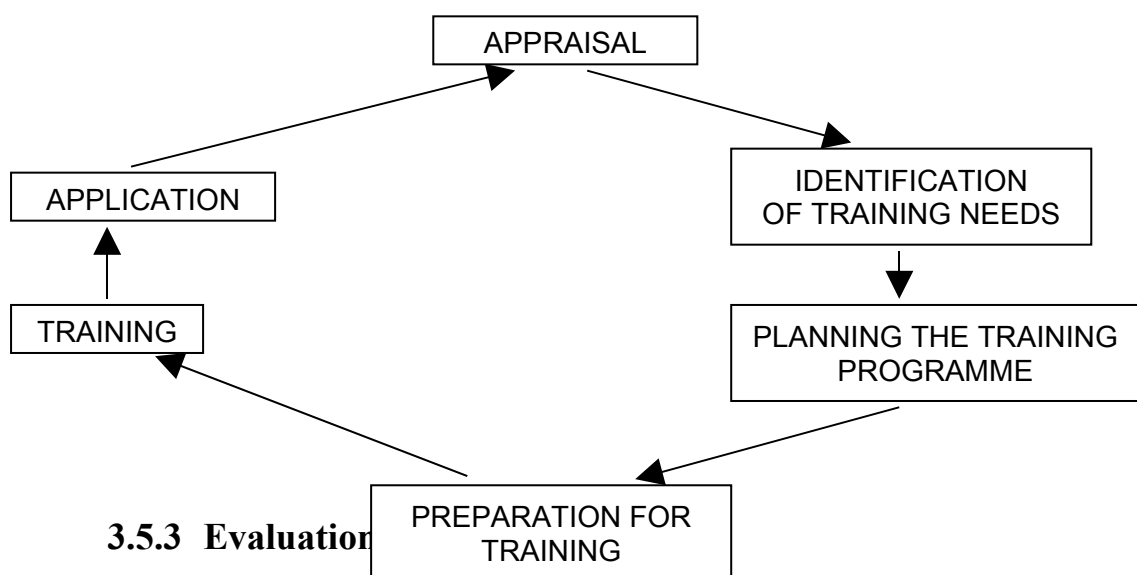 APPRAISAL
IDENTIFICATION
OF TRAINING NEEDS
APPLICATION
TRAINING
PLANNING THE TRAINING
PROGRAMME
PREPARATION FOR
TRAINING
3.5.3 Evaluation